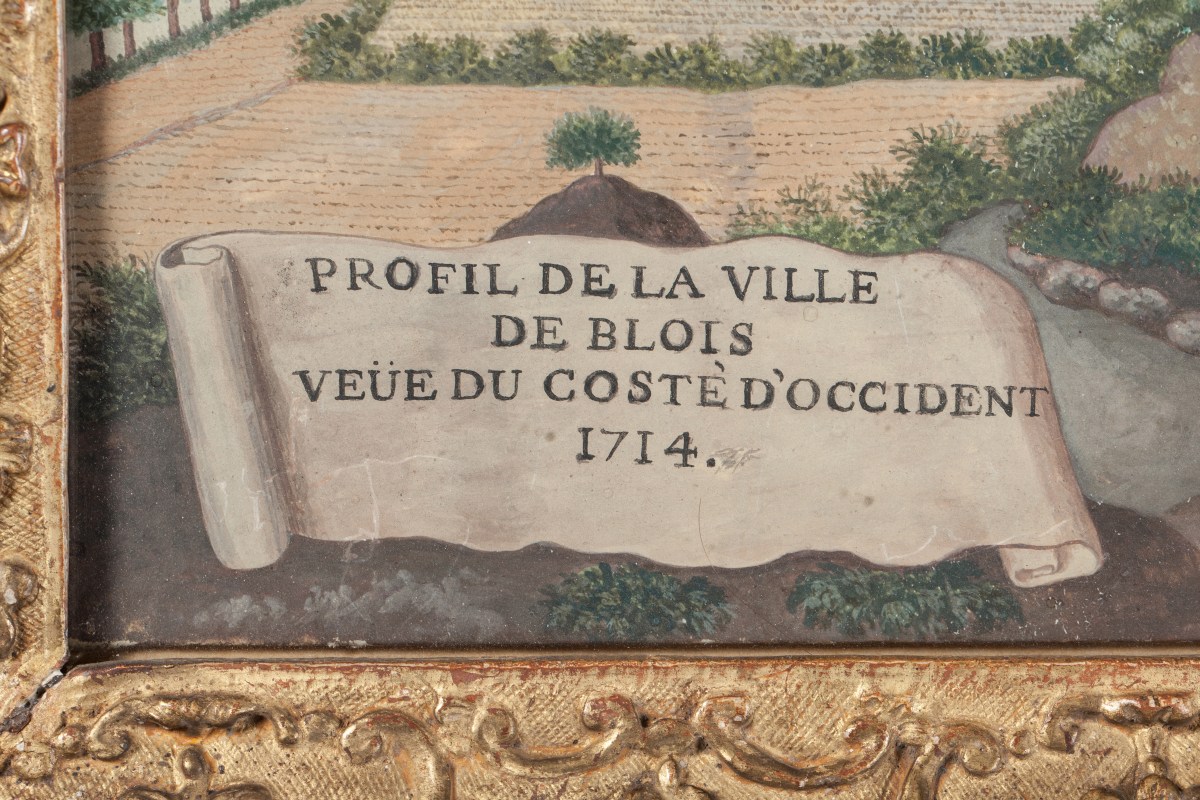 PROFIL DE LA VILLE
DE BLOIS
VEÜE DU COSTÈ D'OCCIDENT
1714.